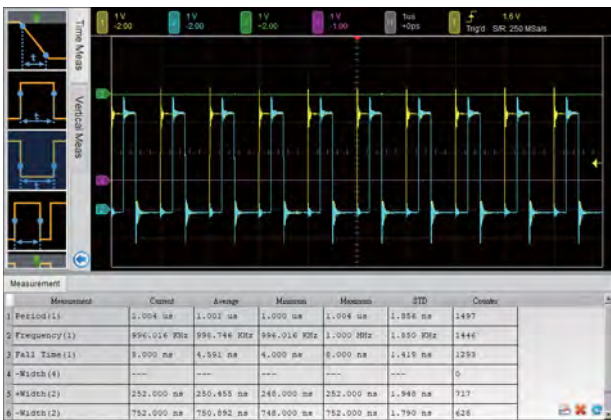 1 V
-2.00
1 V
-2.00
1 V
+2.00
1 V
-1.00
H
1us
+0ps
1.6 V
Trig'd S/R: 250 MSa/s
Time Meas
Vertical Meas
t
t
t
Measurement
Measurement Current Average Minimum Maximum STD Counter
1 Period(1) 1.004 us 1.001 us 1.000 us 1.004 us 1.856 ns 1497
2 Frequency(1) 996.016 KHz 998.746 KHz 996.016 KHz 1.000 MHz 1.850 KHz 1446
3 Fall Time(1) 8.000 ns 4.591 ns 4.000 ns 8.000 ns 1.419 ns 1293
4 -Width(4) --- --- --- --- --- 0
5 +Width(2) 252.000 ns 250.455 ns 248.000 ns 252.000 ns 1.948 ns 717
6 -Width(2) 752.000 ns 750.892 ns 748.000 ns 752.000 ns 1.790 ns 626